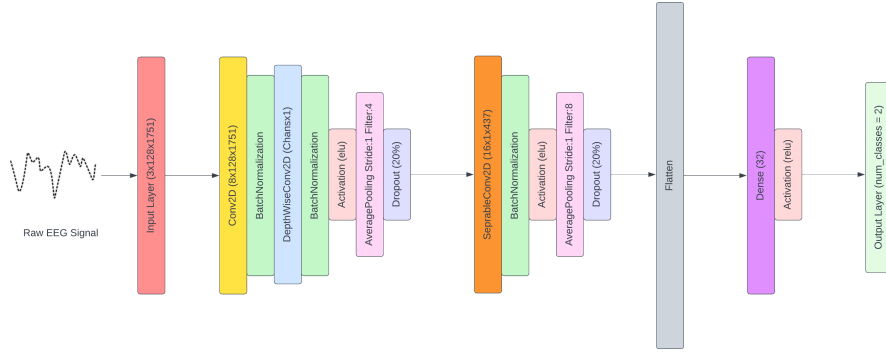 Raw EEG Signal
Input Layer (3x128x1751)
Conv2D (8x128x1751)
BatchNormalization
DepthWiseConv2D (Chansx1)
BatchNormalization
Activation (elu)
AveragePooling Stride:1 Filter:4
Dropout (20%)
SeprableConv2D (16x1x437)
BatchNormalization
Activation (elu)
AveragePooling Stride:1 Filter:8
Dropout (20%)
Flatten
Dense (32)
Activation (relu)
Output Layer (num_classes = 2)